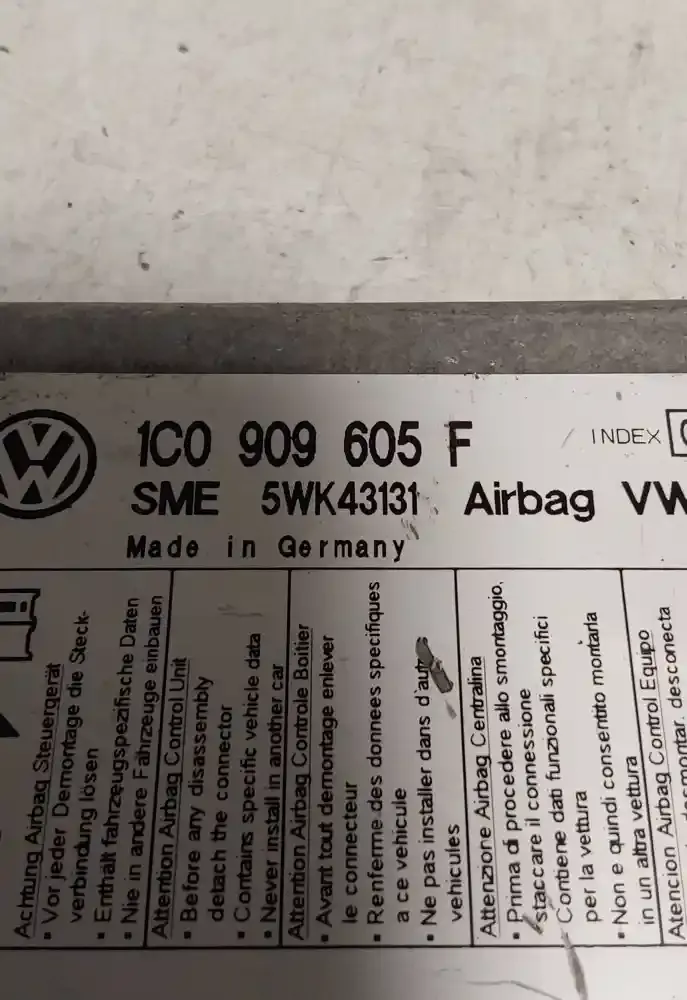 1C0 909 605 F
INDEX
SME 5WK43131 Airbag VW
Made in Germany
Achtung Airbag Steuergerät
• Vor jeder Demontage die Steck-
verbindung lösen
• Enthält fahrzeugspezifische Daten
• Nie in andere Fahrzeuge einbauen
Attention Airbag Control Unit
• Before any disassembly
detach the connector
• Contains specific vehicle data
• Never install in another car
Attention Airbag Controle Boitier
• Avant tout demontage enlever
le connecteur
• Renferme des donnees specifiques
a ce vehicule
• Ne pas installer dans
vehicules
Attenzione Airbag Centralina
• Prima di procedere allo smontaggio,
staccare il connessione
Contiene dati funzionali specifici
per la vettura
• Non e quindi consentito montarla
in un altra vettura
Atencion Airbag Control Equipo
desmontar, desconecta